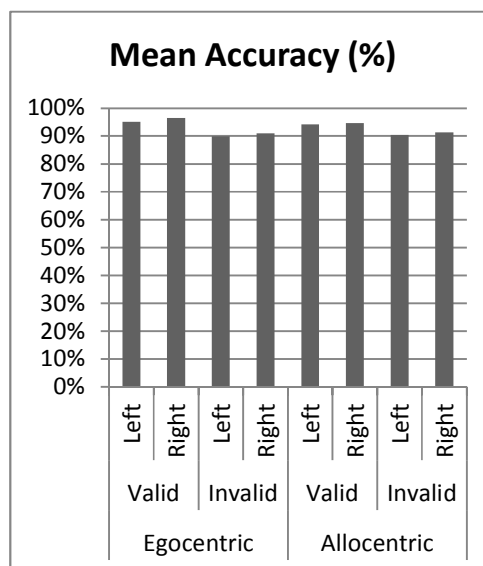 Mean Accuracy (%)
100%
90%
80%
70%
60%
50%
40%
30%
20%
10%
0%
Left
Right
Left
Right
Left
Right
Left
Right
Valid
Invalid
Valid
Invalid
Egocentric
Allocentric